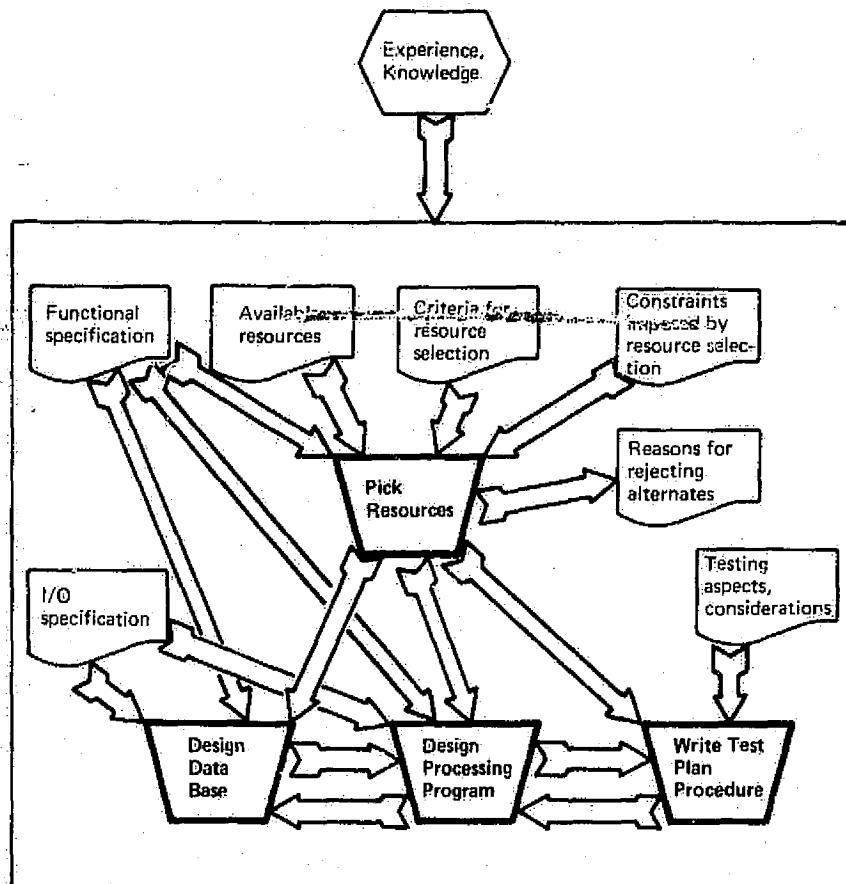 Experience,
Knowledge
Functional
specification
Available
resources
Criteria for
resource
selection
Constraints
imposed by
resource selec-
tion
Pick
Resources
Reasons for
rejecting
alternates
I/O
specification
Testing
aspects,
considerations
Design
Data
Base
Design
Processing
Program
Write Test
Plan
Procedure